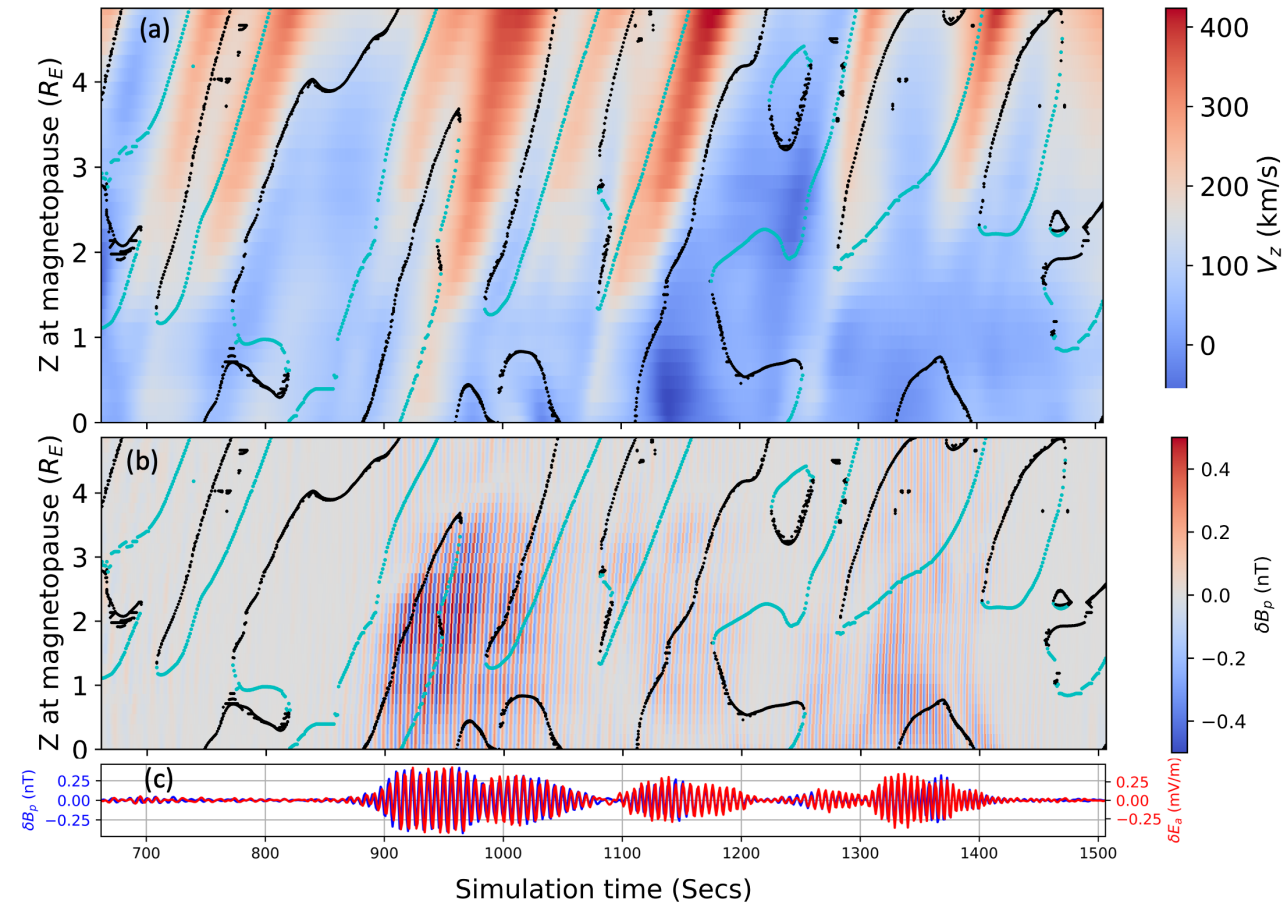 (a)
Z at magnetopause (R_E)
4
3
2
1
0
400
300
200
100
0
V_Z (km/s)
(b)
Z at magnetopause (R_E)
4
3
2
1
0
0.4
0.2
0.0
−0.2
−0.4
δB_p (nT)
(c)
δB_p (nT)
0.25
0.00
−0.25
0.25
0.00
−0.25
δE_a (mV/m)
700 800 900 1000 1100 1200 1300 1400 1500
Simulation time (Secs)